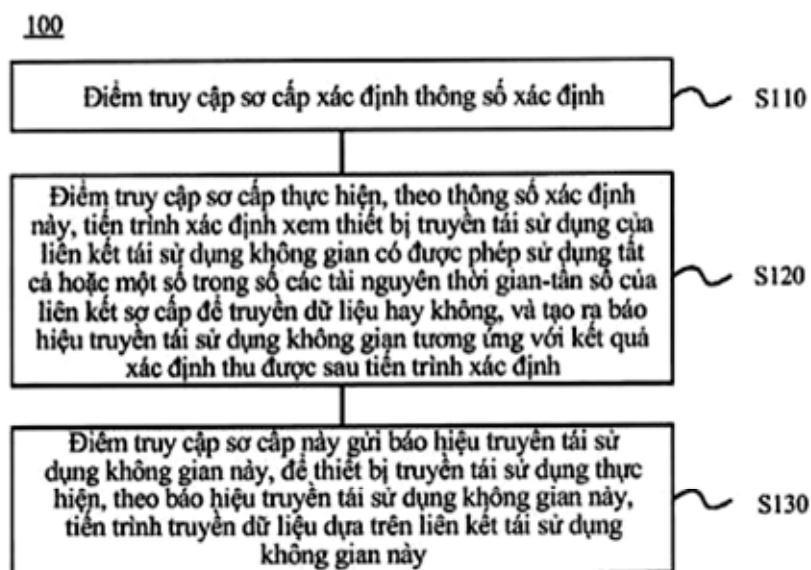 100
Điểm truy cập sơ cấp xác định thông số xác định
S110
Điểm truy cập sơ cấp thực hiện, theo thông số xác định
này, tiến trình xác định xem thiết bị truyền tái sử dụng của
liên kết tái sử dụng không gian có được phép sử dụng tất
cả hoặc một số trong số các tài nguyên thời gian-tần số của
liên kết sơ cấp để truyền dữ liệu hay không, và tạo ra báo
hiệu truyền tái sử dụng không gian tương ứng với kết quả
xác định thu được sau tiến trình xác định
S120
Điểm truy cập sơ cấp này gửi báo hiệu truyền tái sử
dụng không gian này, để thiết bị truyền tái sử dụng thực
hiện, theo báo hiệu truyền tái sử dụng không gian này,
tiến trình truyền dữ liệu dựa trên liên kết tái sử dụng
không gian này
S130